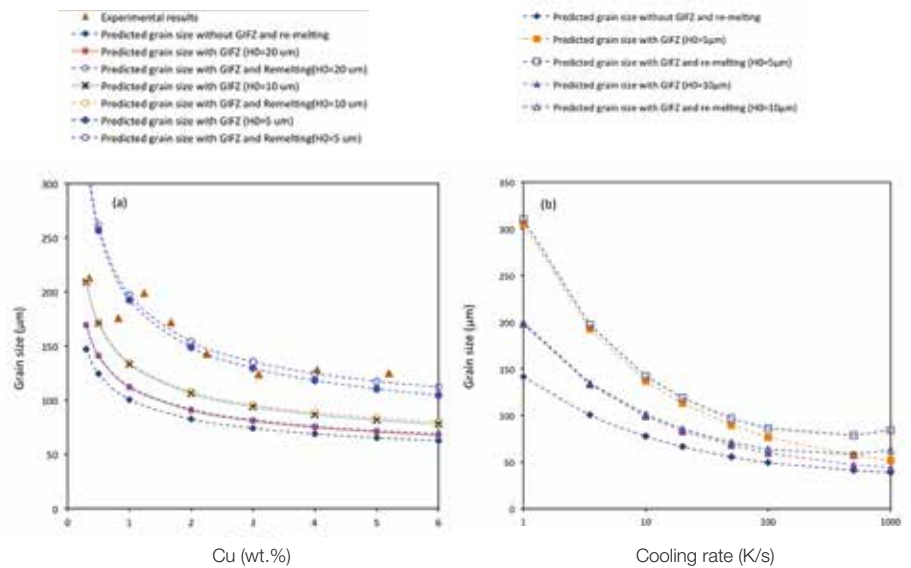 Experimental results
Predicted grain size without GIFZ and re-melting
Predicted grain size with GIFZ (H0=20 um)
Predicted grain size with GIFZ and Remelting(H0=20 um)
Predicted grain size with GIFZ (H0=10 um)
Predicted grain size with GIFZ and Remelting(H0=10 um)
Predicted grain size with GIFZ (H0=5 um)
Predicted grain size with GIFZ and Remelting(H0=5 um)
Predicted grain size without GIFZ and re-melting
Predicted grain size with GIFZ (H0=5μm)
Predicted grain size with GIFZ and re-melting (H0=5μm)
Predicted grain size with GIFZ (H0=10μm)
Predicted grain size with GIFZ and re-melting (H0=10μm)
(a)
300
250
200
150
100
50
0
Grain size (μm)
0 1 2 3 4 5 6
Cu (wt.%)
(b)
350
300
250
200
150
100
50
0
Grain size (μm)
1 10 100 1000
Cooling rate (K/s)